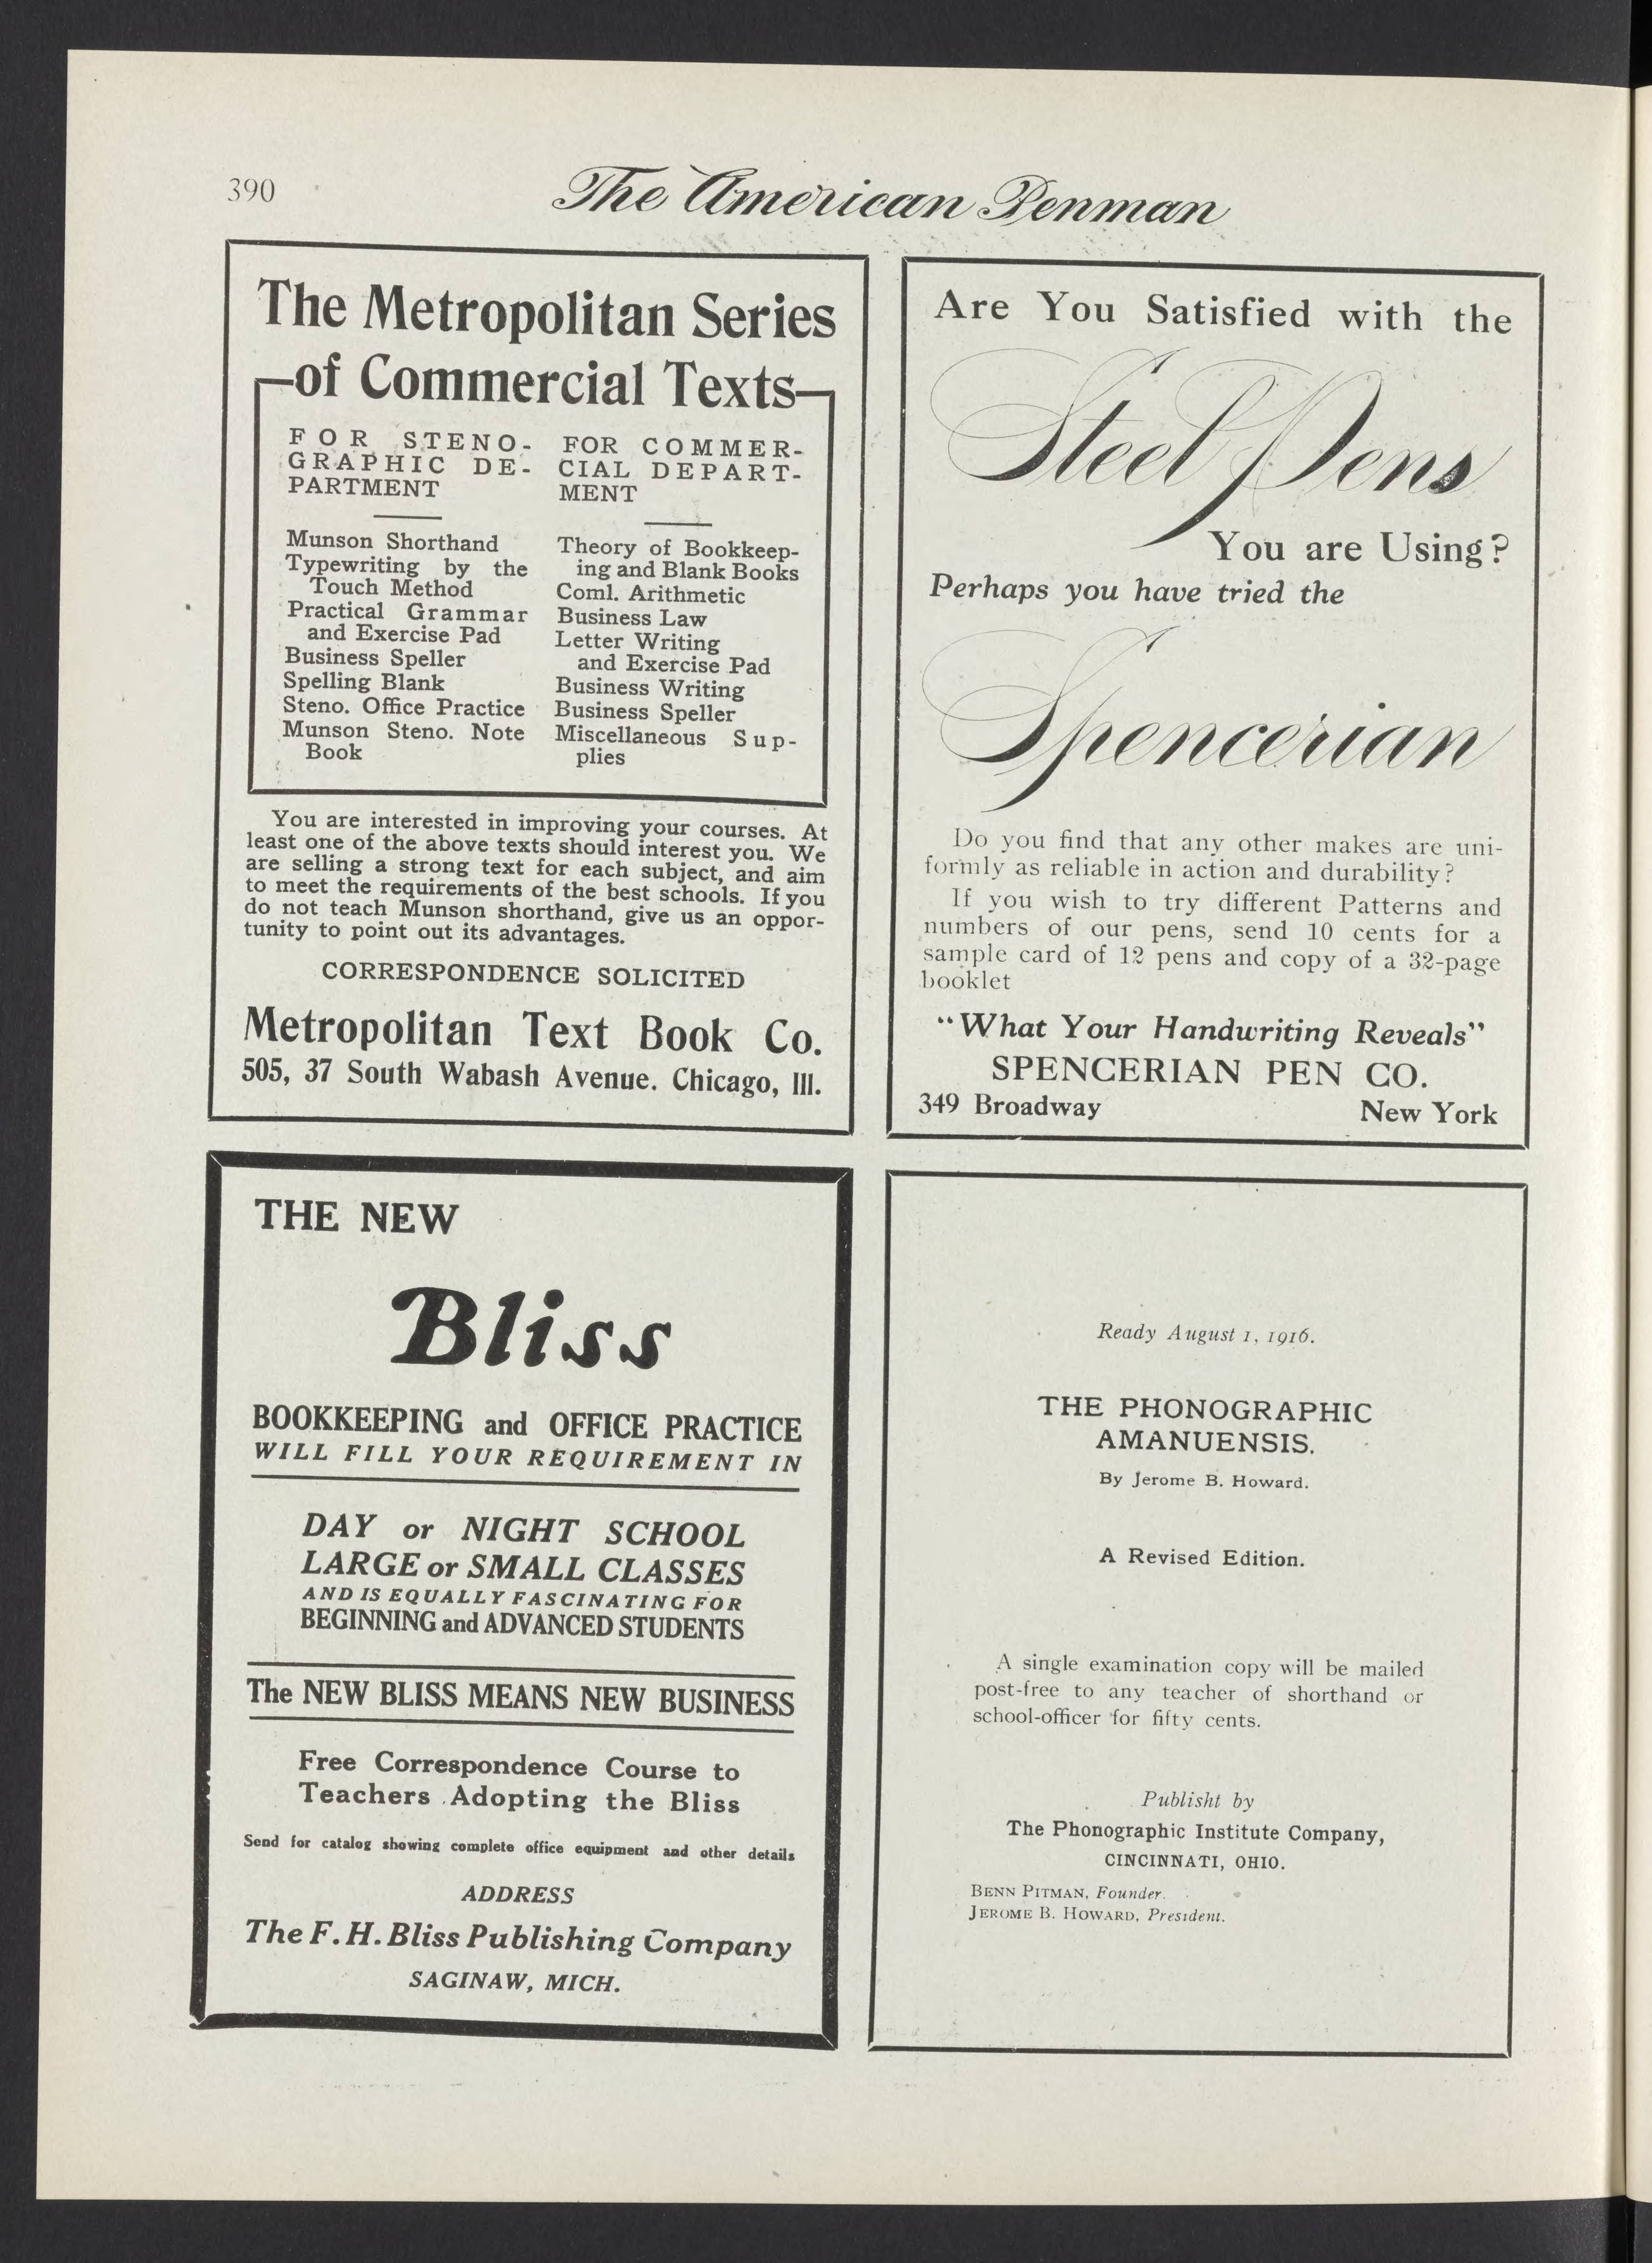 390
The American Penman
The Metropolitan Series
of Commercial Texts
FOR STENO-
GRAPHIC DE-
PARTMENT
Munson Shorthand
Typewriting by the
Touch Method
Practical Grammar
and Exercise Pad
Business Speller
Spelling Blank
Steno. Office Practice
Munson Steno. Note
Book
FOR COMMER-
CIAL DEPART-
MENT
Theory of Bookkeep-
ing and Blank Books
Coml. Arithmetic
Business Law
Letter Writing
and Exercise Pad
Business Writing
Business Speller
Miscellaneous Sup-
plies
You are interested in improving your courses. At
least one of the above texts should interest you. We
are selling a strong text for each subject, and aim
to meet the requirements of the best schools. If you
do not teach Munson shorthand, give us an oppor-
tunity to point out its advantages.
CORRESPONDENCE SOLICITED
Metropolitan Text Book Co.
505, 37 South Wabash Avenue. Chicago, Ill.
Are You Satisfied with the
Steel Pens
You are Using?
Perhaps you have tried the
Spencerian
Do you find that any other makes are uni-
formly as reliable in action and durability?
If you wish to try different Patterns and
numbers of our pens, send 10 cents for a
sample card of 12 pens and copy of a 32-page
booklet
"What Your Handwriting Reveals"
SPENCERIAN PEN CO.
349 Broadway New York
THE NEW
Bliss
BOOKKEEPING and OFFICE PRACTICE
WILL FILL YOUR REQUIREMENT IN
DAY or NIGHT SCHOOL
LARGE or SMALL CLASSES
AND IS EQUALLY FASCINATING FOR
BEGINNING and ADVANCED STUDENTS
The NEW BLISS MEANS NEW BUSINESS
Free Correspondence Course to
Teachers Adopting the Bliss
Send for catalog showing complete office equipment and other details
ADDRESS
The F. H. Bliss Publishing Company
SAGINAW, MICH.
Ready August 1, 1916.
THE PHONOGRAPHIC
AMANUENSIS.
By Jerome B. Howard.
A Revised Edition.
A single examination copy will be mailed
post-free to any teacher of shorthand or
school-officer for fifty cents.
Publisht by
The Phonographic Institute Company,
CINCINNATI, OHIO.
BENN PITMAN, Founder.
JEROME B. HOWARD, President.